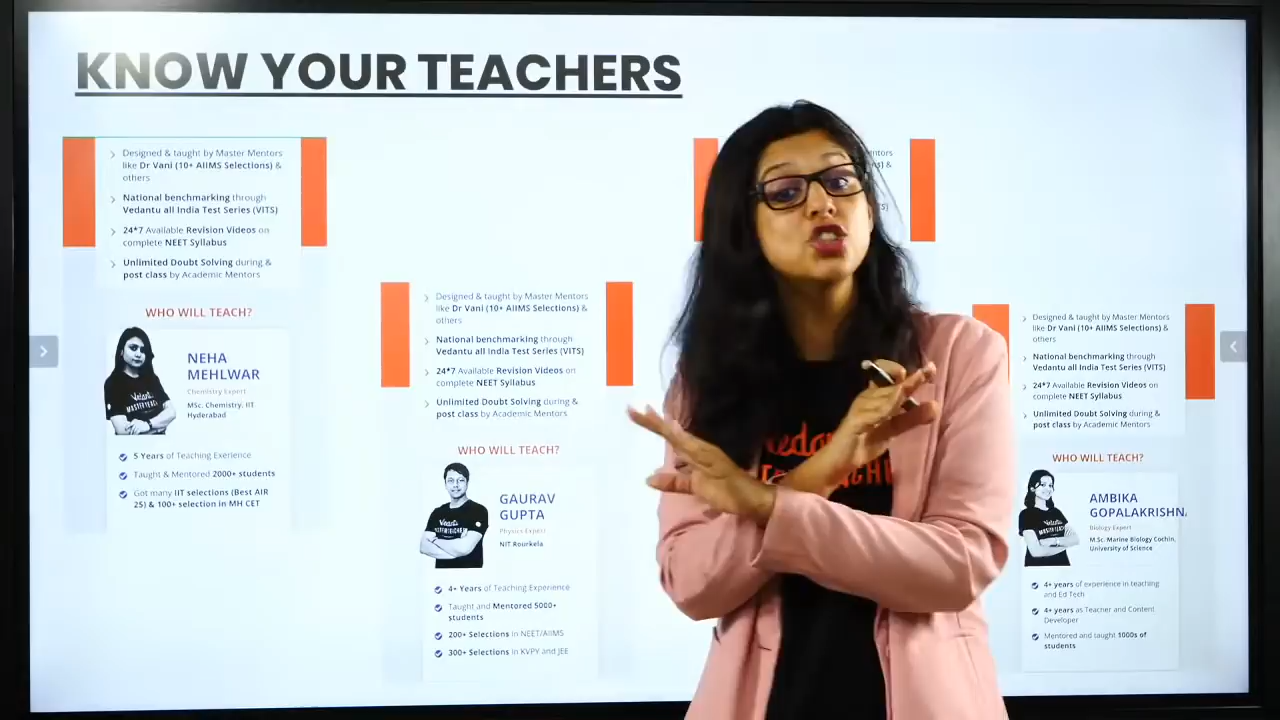 KNOW YOUR TEACHERS
Designed & taught by Master Mentors
like Dr Vani (10+ AIIMS Selections) &
others
National benchmarking through
Vedantu all India Test Series (VITS)
24*7 Available Revision Videos on
complete NEET Syllabus
Unlimited Doubt Solving during &
post class by Academic Mentors
WHO WILL TEACH?
NEHA
MEHLWAR
Chemistry Expert
MSc. Chemistry, IIT
Hyderabad
5 Years of Teaching Exerience
Taught & Mentored 2000+ students
Got many IIT selections (Best AIR
25) & 100+ selection in MH CET
Designed & taught by Master Mentors
like Dr Vani (10+ AIIMS Selections) &
others
National benchmarking through
Vedantu all India Test Series (VITS)
24*7 Available Revision Videos on
complete NEET Syllabus
Unlimited Doubt Solving during &
post class by Academic Mentors
WHO WILL TEACH?
GAURAV
GUPTA
Physics Expert
NIT Rourkela
4+ Years of Teaching Experience
Taught and Mentored 5000+
students
200+ Selections in NEET/AIIMS
300+ Selections in KVPY and JEE
Designed & taught by Master Mentors
like Dr Vani (10+ AIIMS Selections) &
others
National benchmarking through
Vedantu all India Test Series (VITS)
24*7 Available Revision Videos on
complete NEET Syllabus
Unlimited Doubt Solving during &
post class by Academic Mentors
WHO WILL TEACH?
AMBIKA
GOPALAKRISHN
Biology Expert
M.Sc. Marine Biology Cochin,
University of Science
4+ years of experience in teaching
and Ed Tech
4+ years as Teacher and Content
Developer
Mentored and taught 1000s of
students